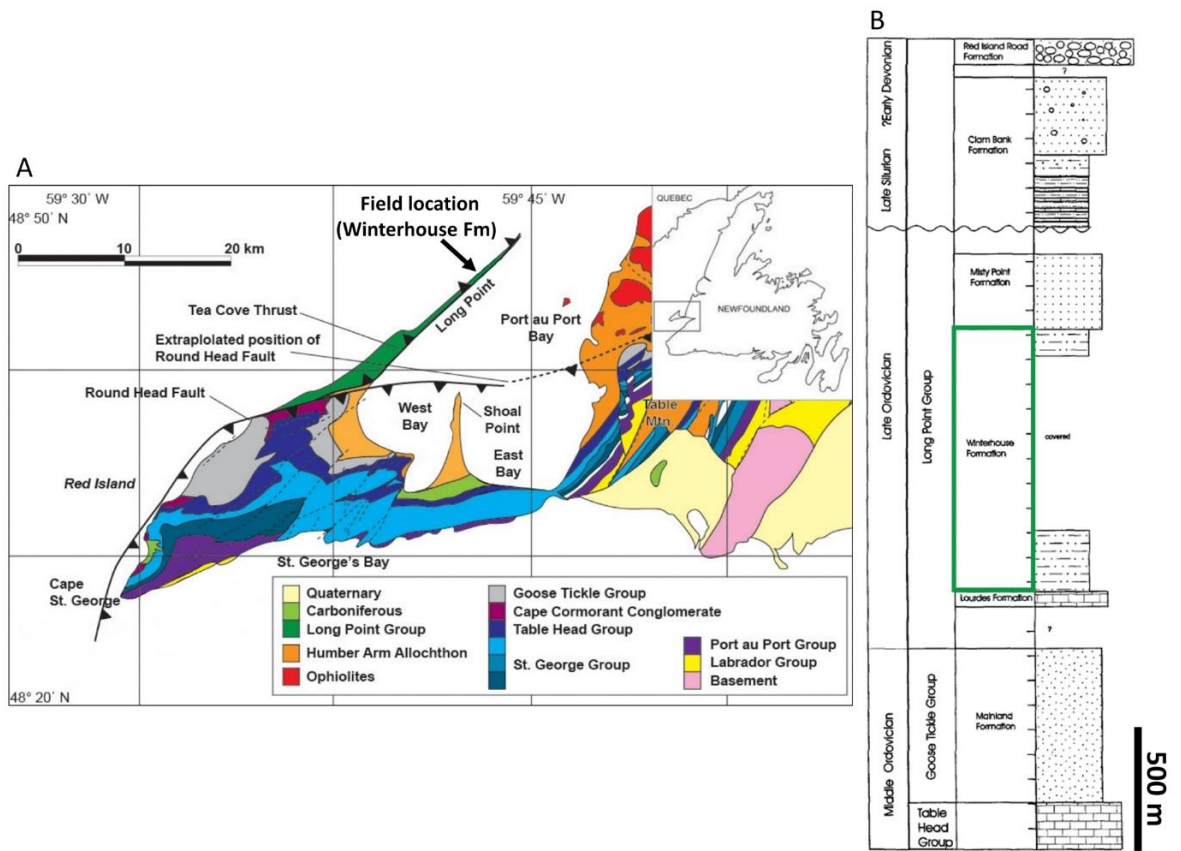 A
59° 30' W
59° 45' W
48° 50' N
Field location
(Winterhouse Fm)
0 10 20 km
Tea Cove Thrust
Long Point
Extraplolated position of
Round Head Fault
Port au Port
Bay
Round Head Fault
West
Bay
Shoal
Point
East
Bay
Table
Mtn.
Red Island
St. George's Bay
Cape
St. George
48° 20' N
QUEBEC
NEWFOUNDLAND
Quaternary
Carboniferous
Long Point Group
Humber Arm Allochthon
Ophiolites
Goose Tickle Group
Cape Cormorant Conglomerate
Table Head Group
St. George Group
Port au Port Group
Labrador Group
Basement
B
?Early Devonian
Late Silurian
Late Ordovician
Middle Ordovician
Long Point Group
Goose Tickle Group
Table
Head
Group
Red Island Road
Formation
?
Clam Bank
Formation
Misty Point
Formation
Winterhouse
Formation
covered
Lourdes Formation
?
Mainland
Formation
500 m